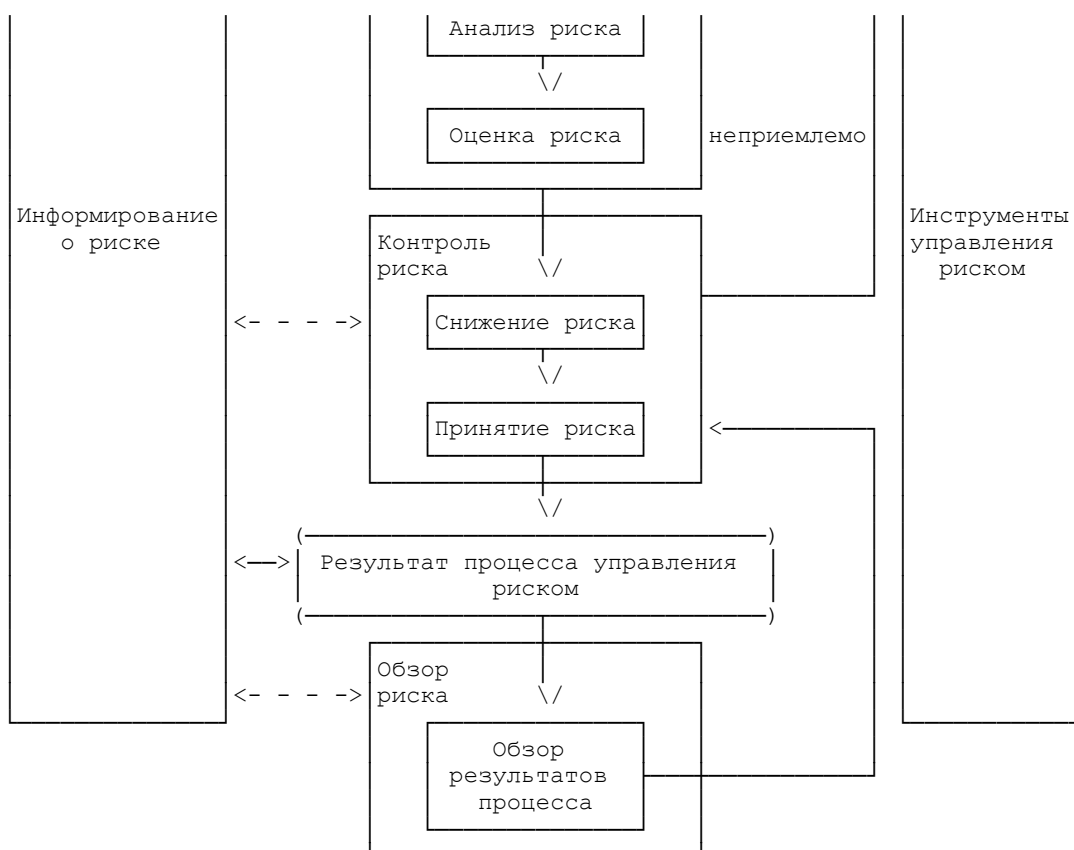 Анализ риска
Оценка риска
неприемлемо
Информирование
о риске
Контроль
риска
Инструменты
управления
риском
Снижение риска
Принятие риска
Результат процесса управления
риском
Обзор
риска
Обзор
результатов
процесса